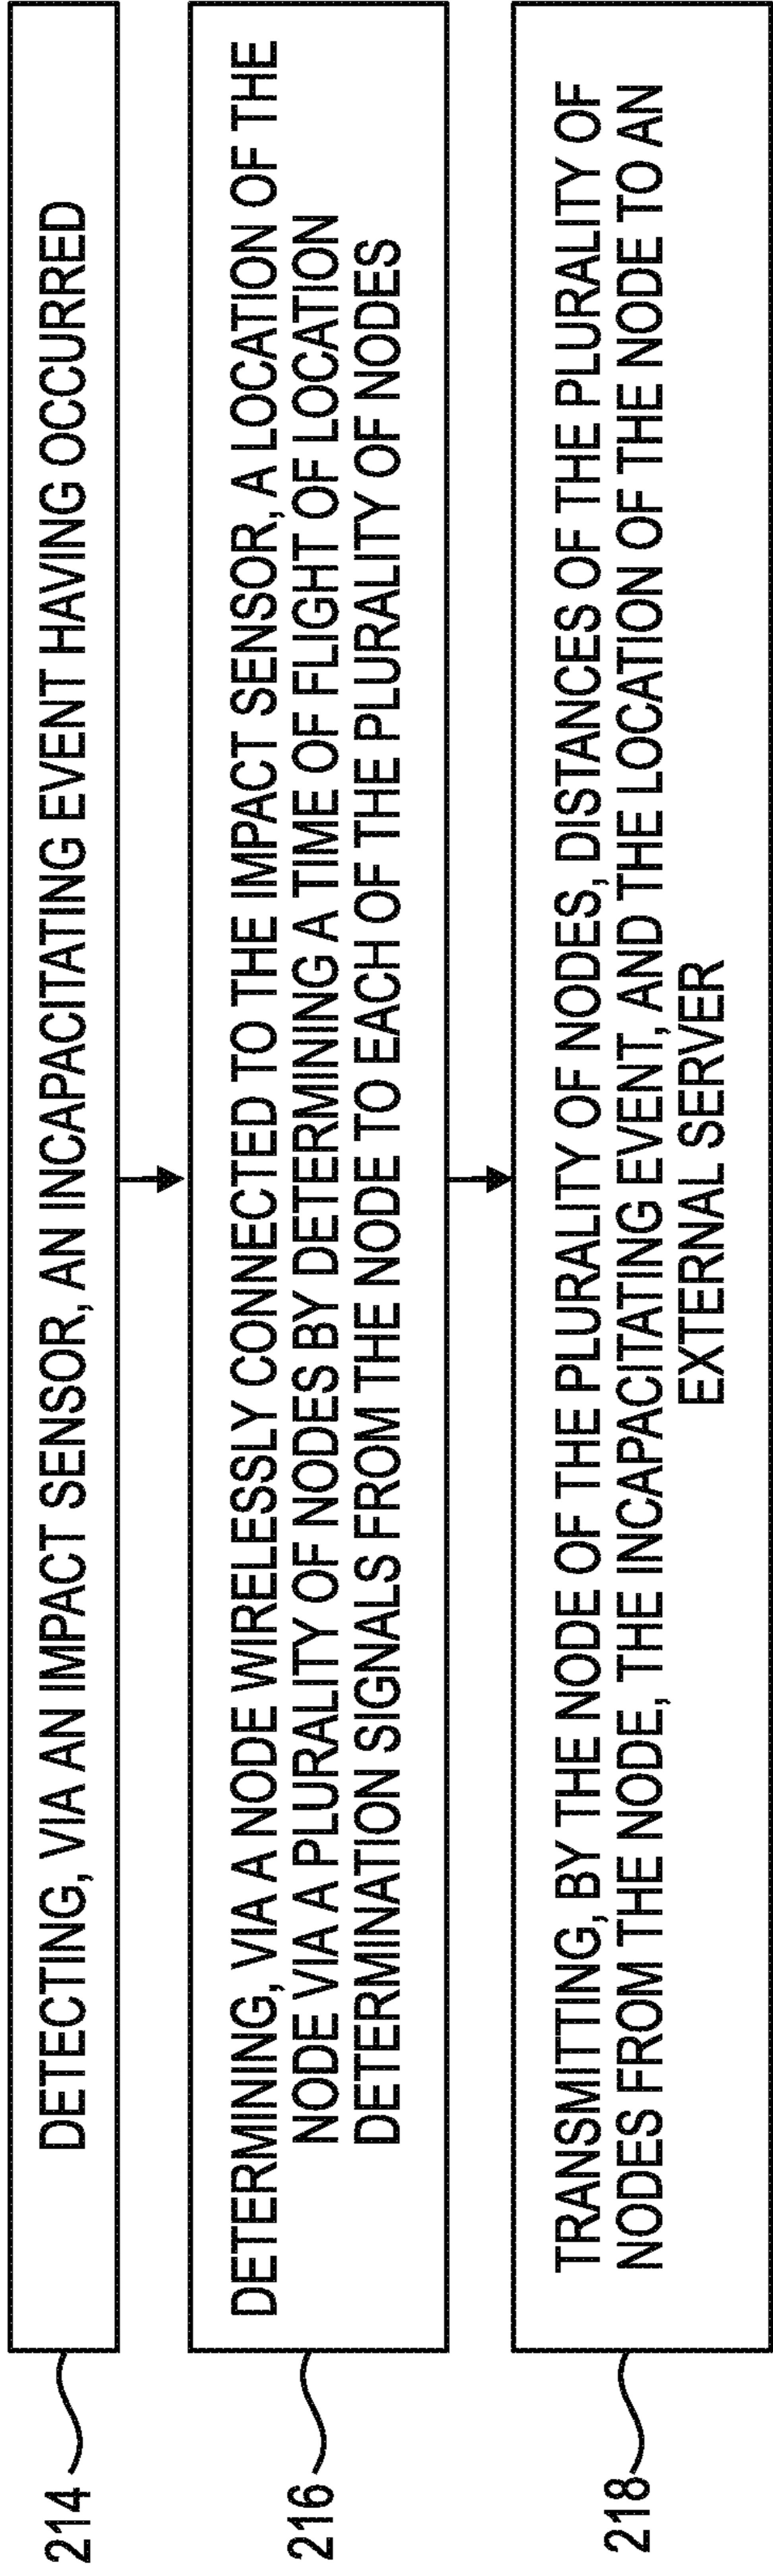 214
DETECTING, VIA AN IMPACT SENSOR, AN INCAPACITATING EVENT HAVING OCCURRED
216
DETERMINING, VIA A NODE WIRELESSLY CONNECTED TO THE IMPACT SENSOR, A LOCATION OF THE
NODE VIA A PLURALITY OF NODES BY DETERMINING A TIME OF FLIGHT OF LOCATION
DETERMINATION SIGNALS FROM THE NODE TO EACH OF THE PLURALITY OF NODES
218
TRANSMITTING, BY THE NODE OF THE PLURALITY OF NODES, DISTANCES OF THE PLURALITY OF
NODES FROM THE NODE, THE INCAPACITATING EVENT, AND THE LOCATION OF THE NODE TO AN
EXTERNAL SERVER